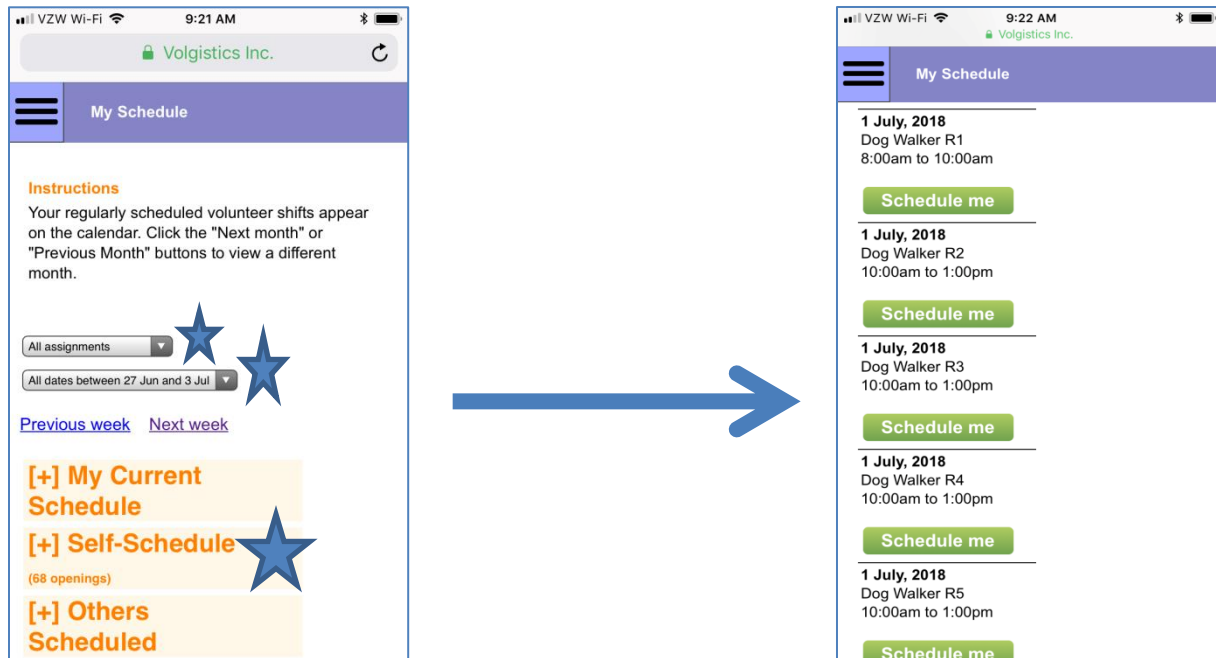 VZW Wi-Fi 9:21 AM
Volgistics Inc.
My Schedule
Instructions
Your regularly scheduled volunteer shifts appear
on the calendar. Click the "Next month" or
"Previous Month" buttons to view a different
month.
All assignments
All dates between 27 Jun and 3 Jul
Previous week Next week
[+] My Current
Schedule
[+] Self-Schedule
(68 openings)
[+] Others
Scheduled
VZW Wi-Fi 9:22 AM
Volgistics Inc.
My Schedule
1 July, 2018
Dog Walker R1
8:00am to 10:00am
Schedule me
1 July, 2018
Dog Walker R2
10:00am to 1:00pm
Schedule me
1 July, 2018
Dog Walker R3
10:00am to 1:00pm
Schedule me
1 July, 2018
Dog Walker R4
10:00am to 1:00pm
Schedule me
1 July, 2018
Dog Walker R5
10:00am to 1:00pm
Schedule me